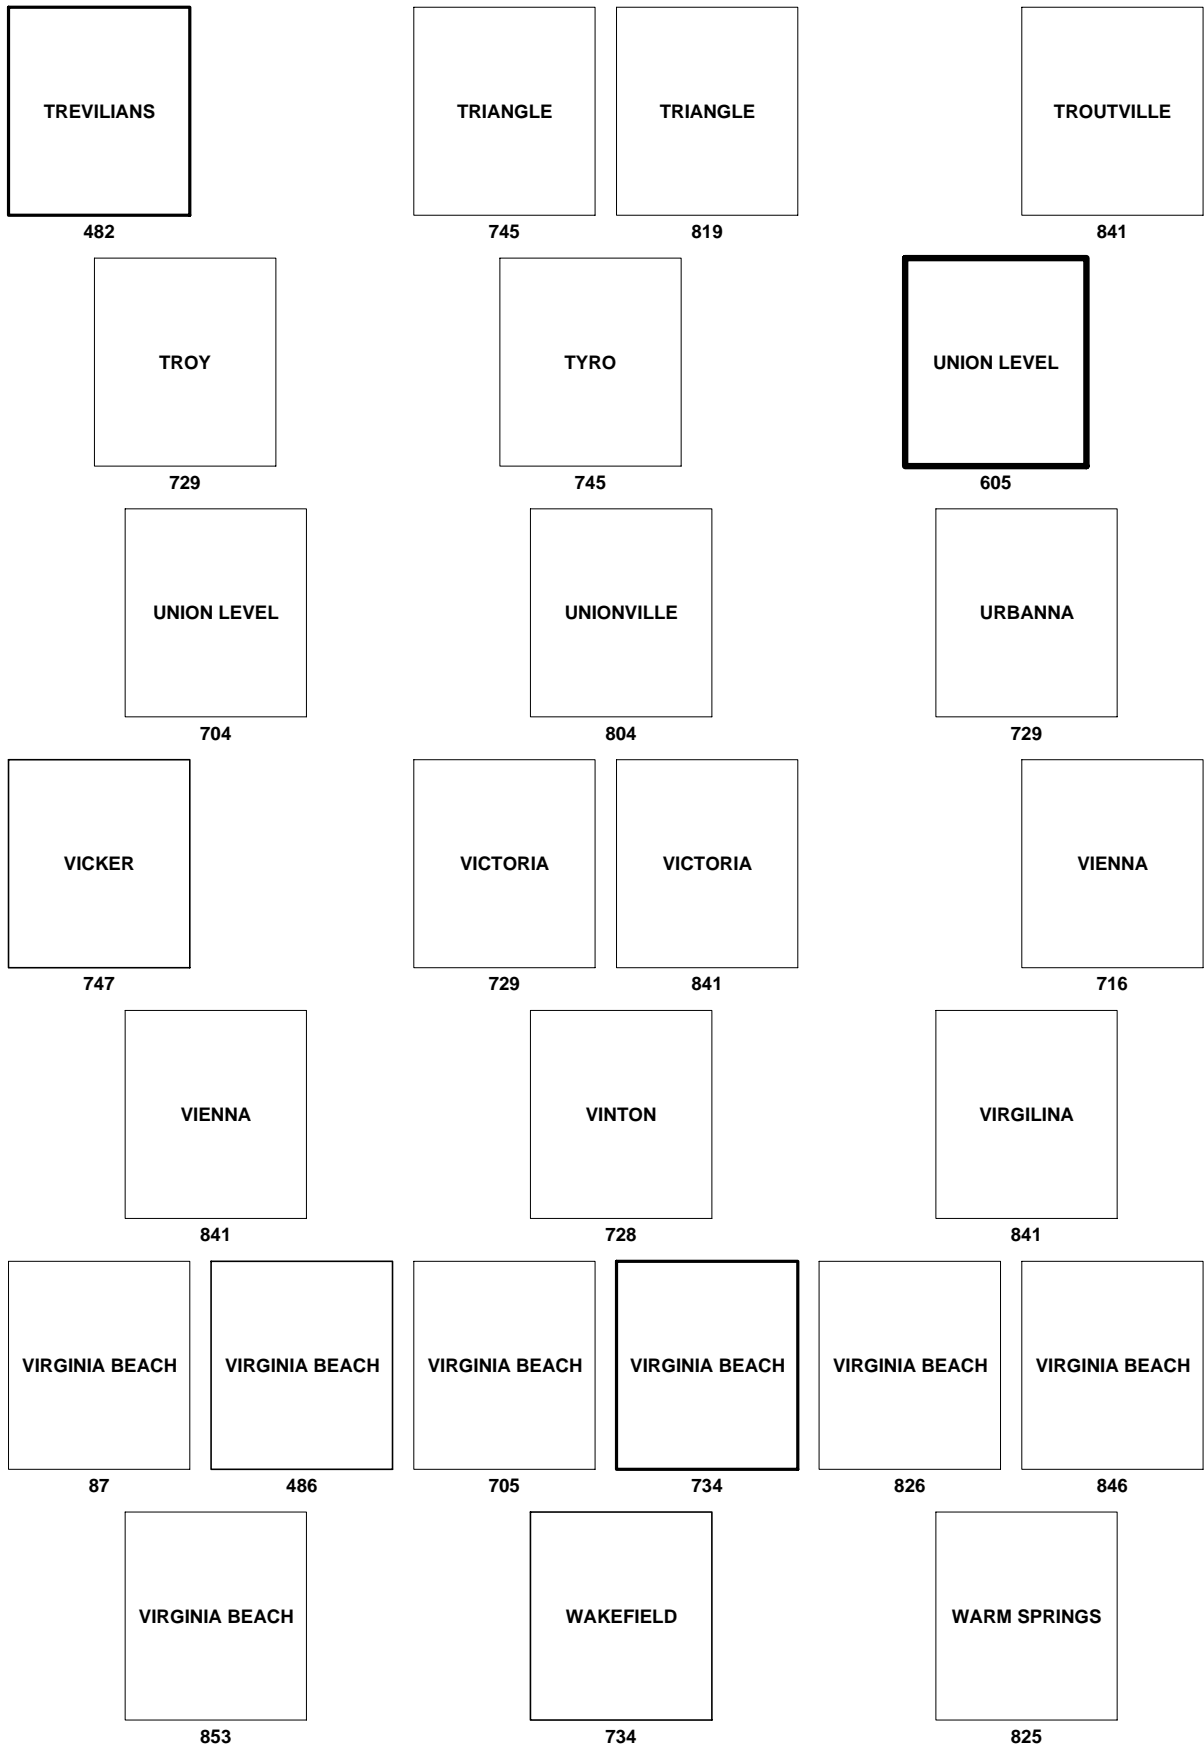 TREVILIANS TRIANGLE TRIANGLE TROUTVILLE
482 745 819 841
TROY TYRO UNION LEVEL
729 745 605
UNION LEVEL UNIONVILLE URBANNA
704 804 729
VICKER VICTORIA VICTORIA VIENNA
747 729 841 716
VIENNA VINTON VIRGILINA
841 728 841
VIRGINIA BEACH VIRGINIA BEACH VIRGINIA BEACH VIRGINIA BEACH VIRGINIA BEACH VIRGINIA BEACH
87 486 705 734 826 846
VIRGINIA BEACH WAKEFIELD WARM SPRINGS
853 734 825